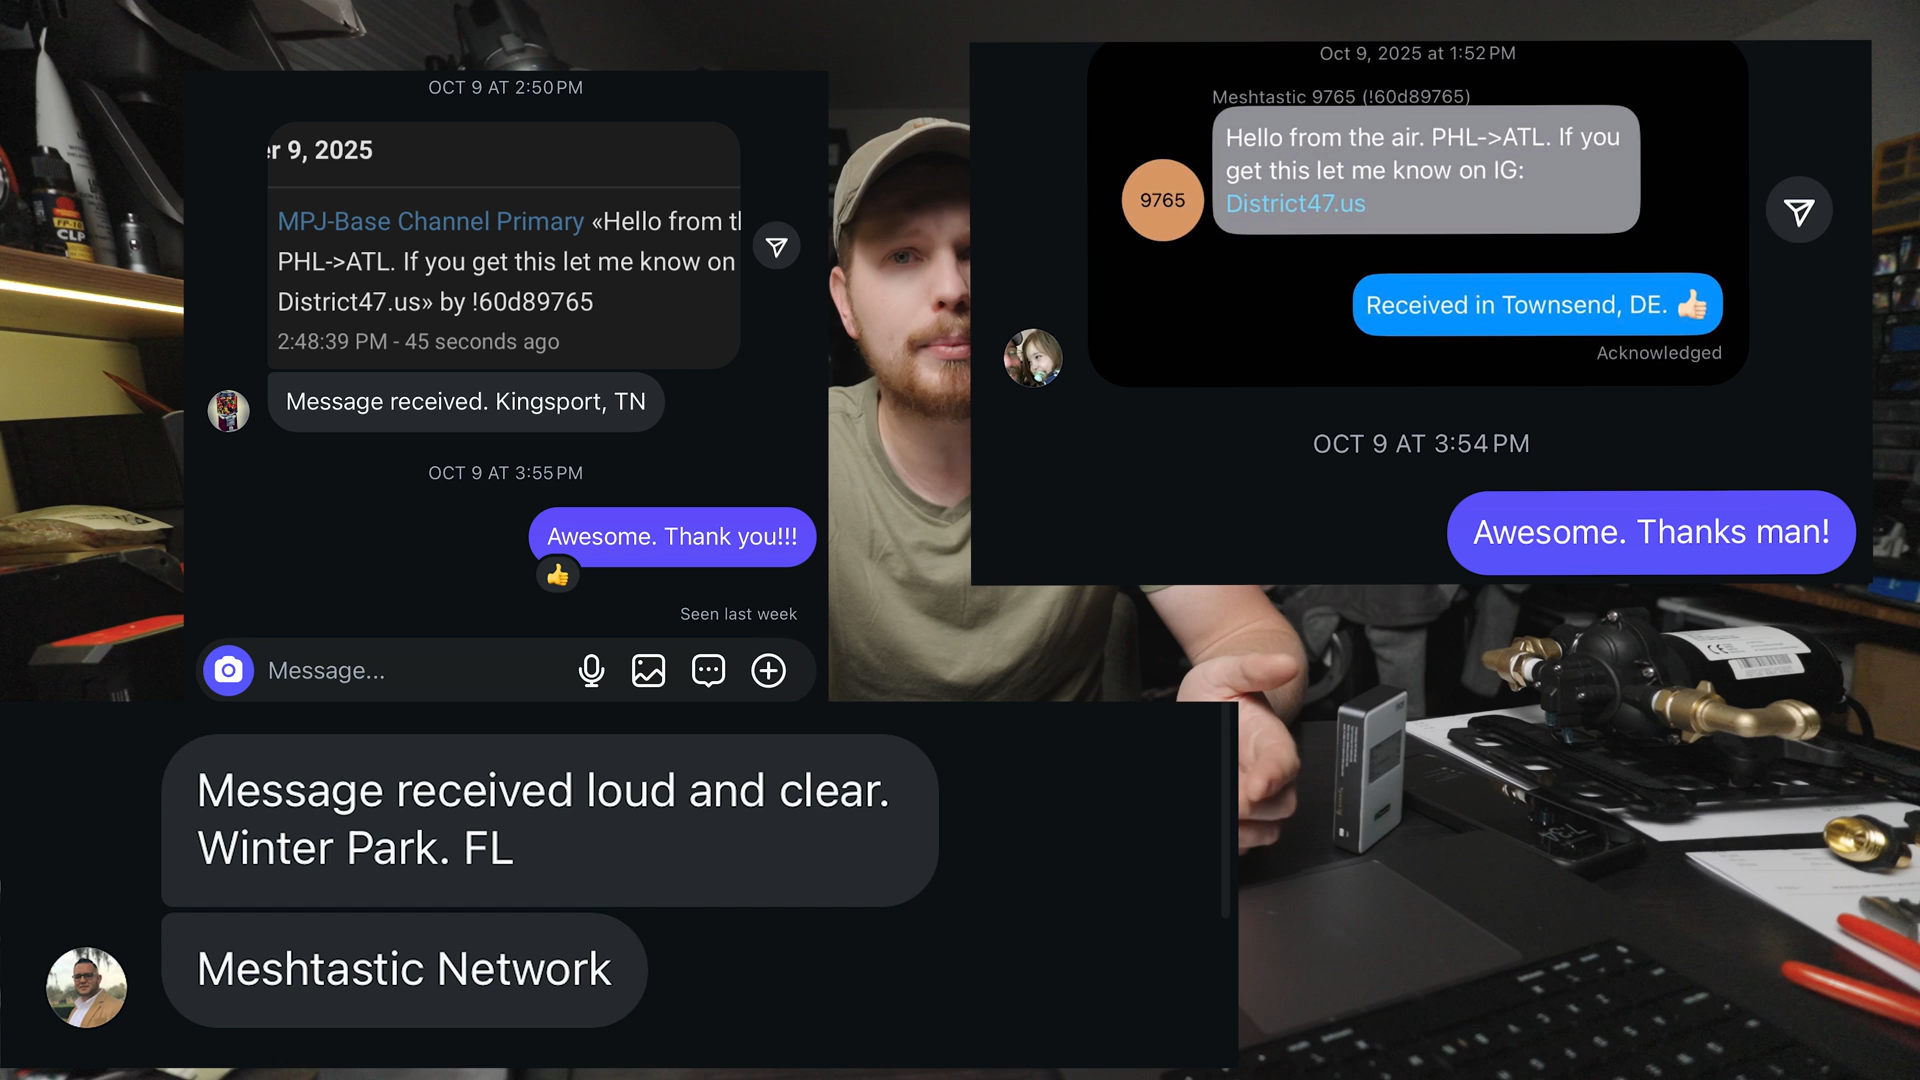 OCT 9 AT 2:50 PM
er 9, 2025
MPJ-Base Channel Primary «Hello from t
PHL->ATL. If you get this let me know on
District47.us» by !60d89765
2:48:39 PM - 45 seconds ago
Message received. Kingsport, TN
OCT 9 AT 3:55 PM
Awesome. Thank you!!!
Seen last week
Message...
Oct 9, 2025 at 1:52 PM
Meshtastic 9765 (!60d89765)
9765
Hello from the air. PHL->ATL. If you
get this let me know on IG:
District47.us
Received in Townsend, DE. 👍🏻
Acknowledged
OCT 9 AT 3:54 PM
Awesome. Thanks man!
Message received loud and clear.
Winter Park. FL
Meshtastic Network
FP-10
CLP
CE